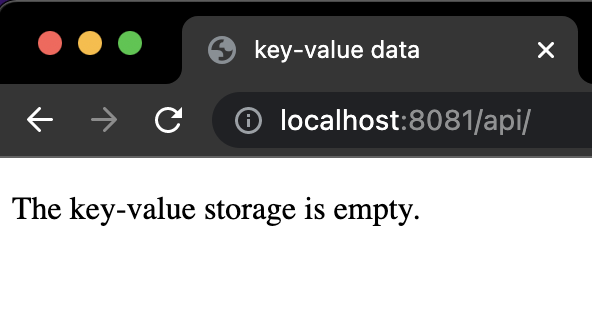 key-value data
localhost:8081/api/
The key-value storage is empty.